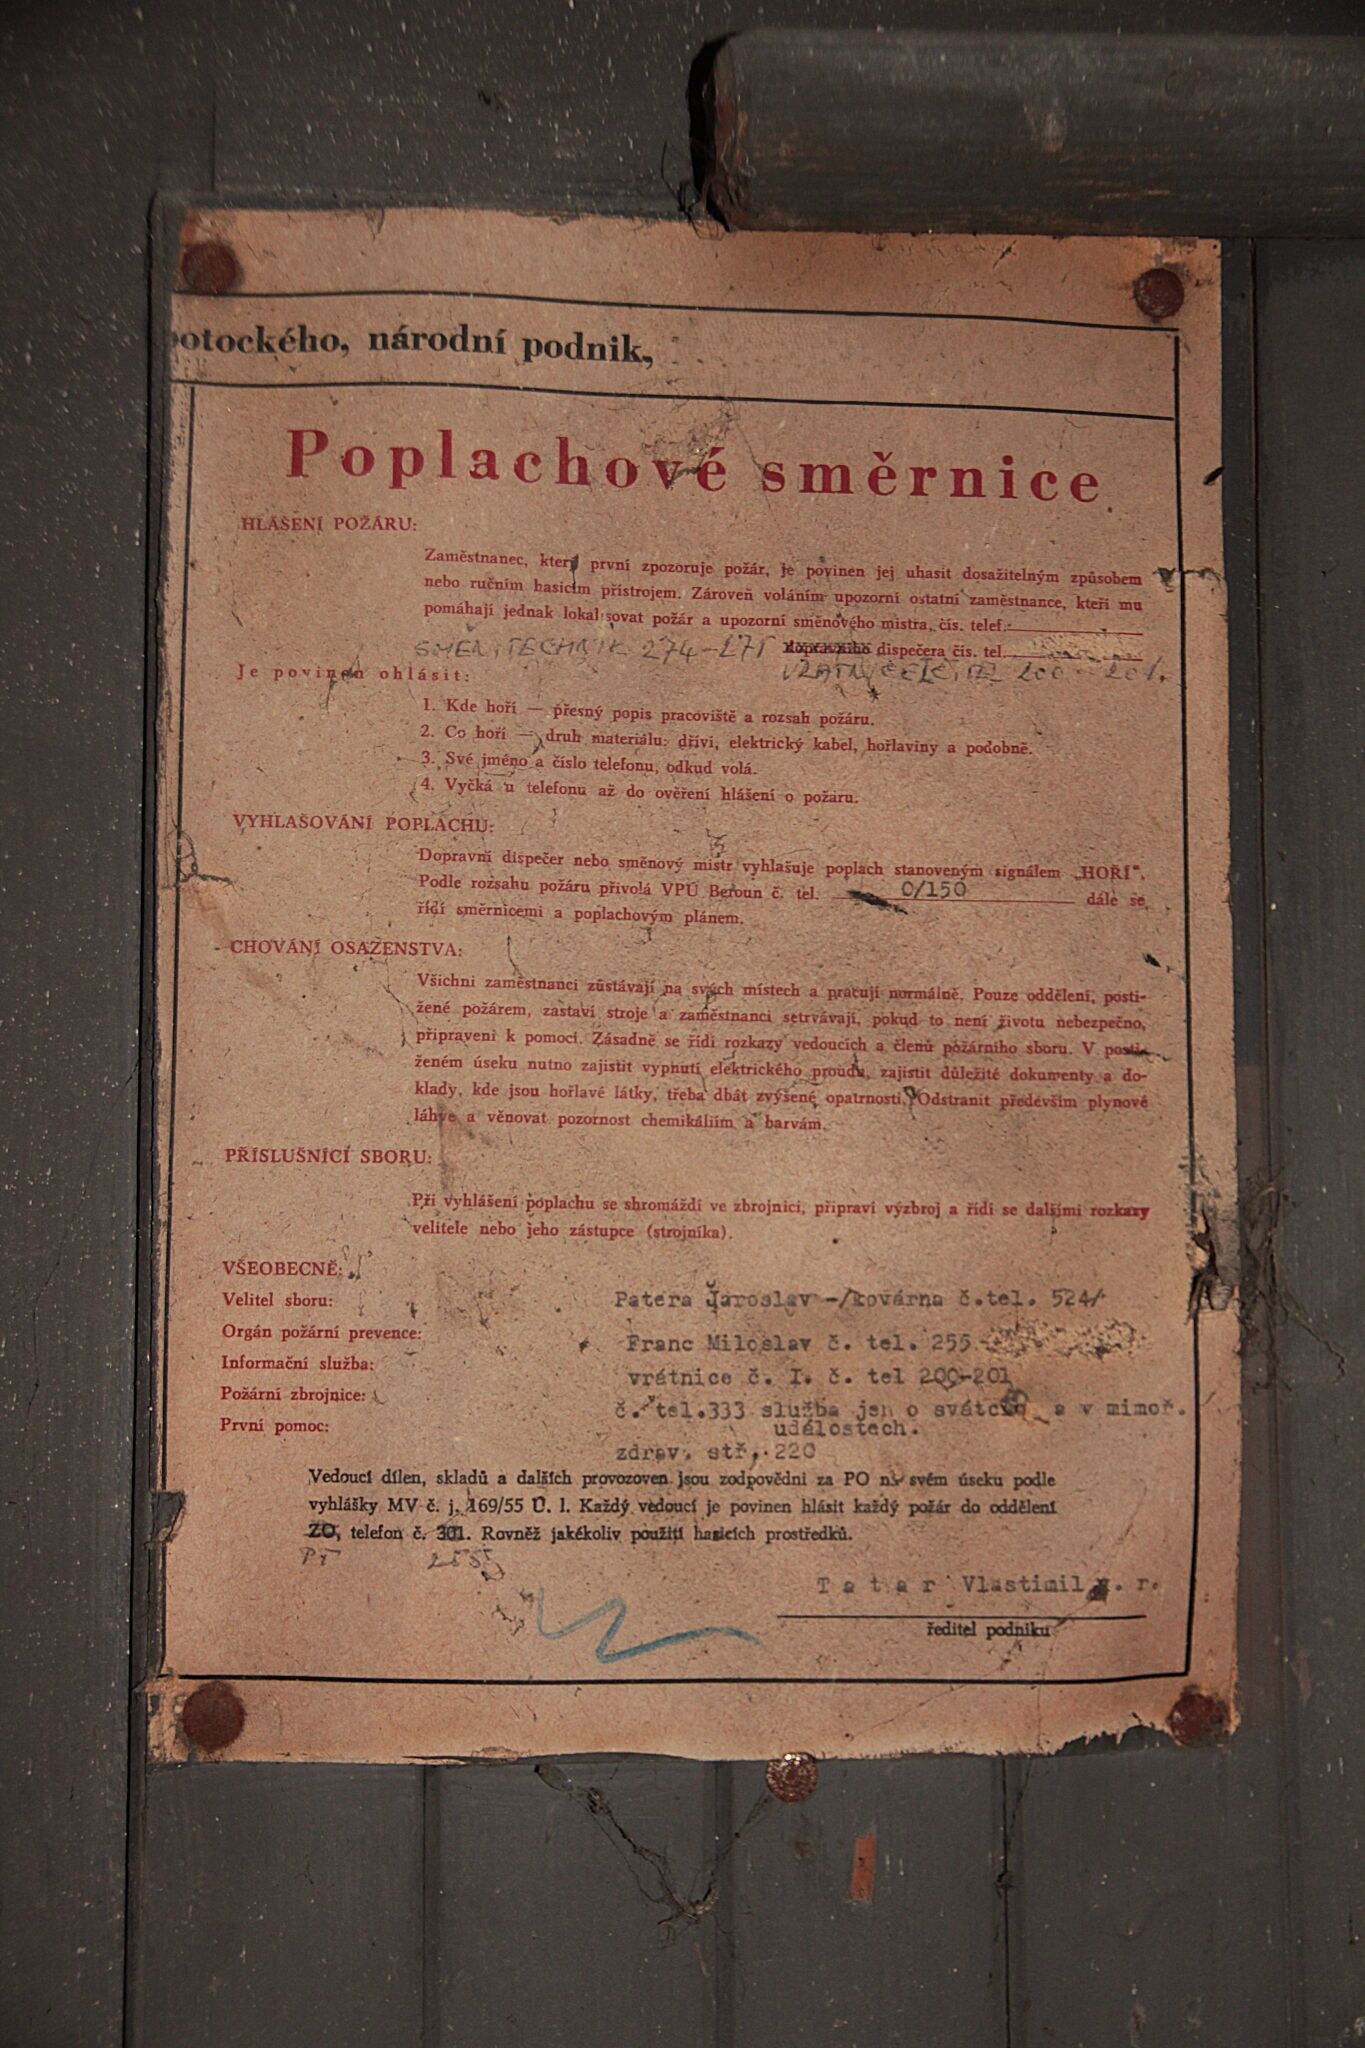 otockého, národní podnik,
Poplachové směrnice
HLÁŠENÍ POŽÁRU:
Zaměstnanec, který první zpozoruje požár, je povinen jej uhasit dosažitelným způsobem
nebo ručním hasicím přístrojem. Zároveň voláním upozorní ostatní zaměstnance, kteří mu
pomáhají jednak lokalisovat požár a upozorní směnového mistra, čís. telef.
SMĚN. TECHNIK 274-275 dopravního dispečera čís. tel.
VRÁTNICE 200-201.
Je povinen ohlásit:
1. Kde hoří — přesný popis pracoviště a rozsah požáru.
2. Co hoří — druh materiálu: dříví, elektrický kabel, hořlaviny a podobně.
3. Své jméno a číslo telefonu, odkud volá.
4. Vyčká u telefonu až do ověření hlášení o požáru.
VYHLAŠOVÁNÍ POPLACHU:
Dopravní dispečer nebo směnový mistr vyhlašuje poplach stanoveným signálem „HOŘÍ".
Podle rozsahu požáru přivolá VPÚ Beroun č. tel. 0/150 dále se
řídí směrnicemi a poplachovým plánem.
CHOVÁNÍ OSAZENSTVA:
Všichni zaměstnanci zůstávají na svých místech a pracují normálně. Pouze oddělení, posti-
žené požárem, zastaví stroje a zaměstnanci setrvávají, pokud to není životu nebezpečno,
připraveni k pomoci. Zásadně se řídí rozkazy vedoucích a členů požárního sboru. V posti-
ženém úseku nutno zajistit vypnutí elektrického proudu, zajistit důležité dokumenty a do-
klady, kde jsou hořlavé látky, třeba dbát zvýšené opatrnosti. Odstranit především plynové
láhve a věnovat pozornost chemikáliím a barvám.
PŘÍSLUŠNÍCI SBORU:
Při vyhlášení poplachu se shromáždí ve zbrojnici, připraví výzbroj a řídí se dalšími rozkazy
velitele nebo jeho zástupce (strojníka).
VŠEOBECNĚ:
Velitel sboru: Patera Jaroslav -/kovárna č.tel. 524/
Orgán požární prevence: Franc Miloslav č. tel. 255
Informační služba: vrátnice č. I. č. tel 200-201
Požární zbrojnice: č. tel.333 služba jen o svátcích a v mimoř.
událostech.
První pomoc: zdrav. stř. 220
Vedoucí dílen, skladů a dalších provozoven jsou zodpovědni za PO na svém úseku podle
vyhlášky MV č. j. 169/55 Ú. l. Každý vedoucí je povinen hlásit každý požár do oddělení
ZO, telefon č. 301. Rovněž jakékoliv použití hasicích prostředků.
PT 255
Tatar Vlastimil v. r.
ředitel podniku